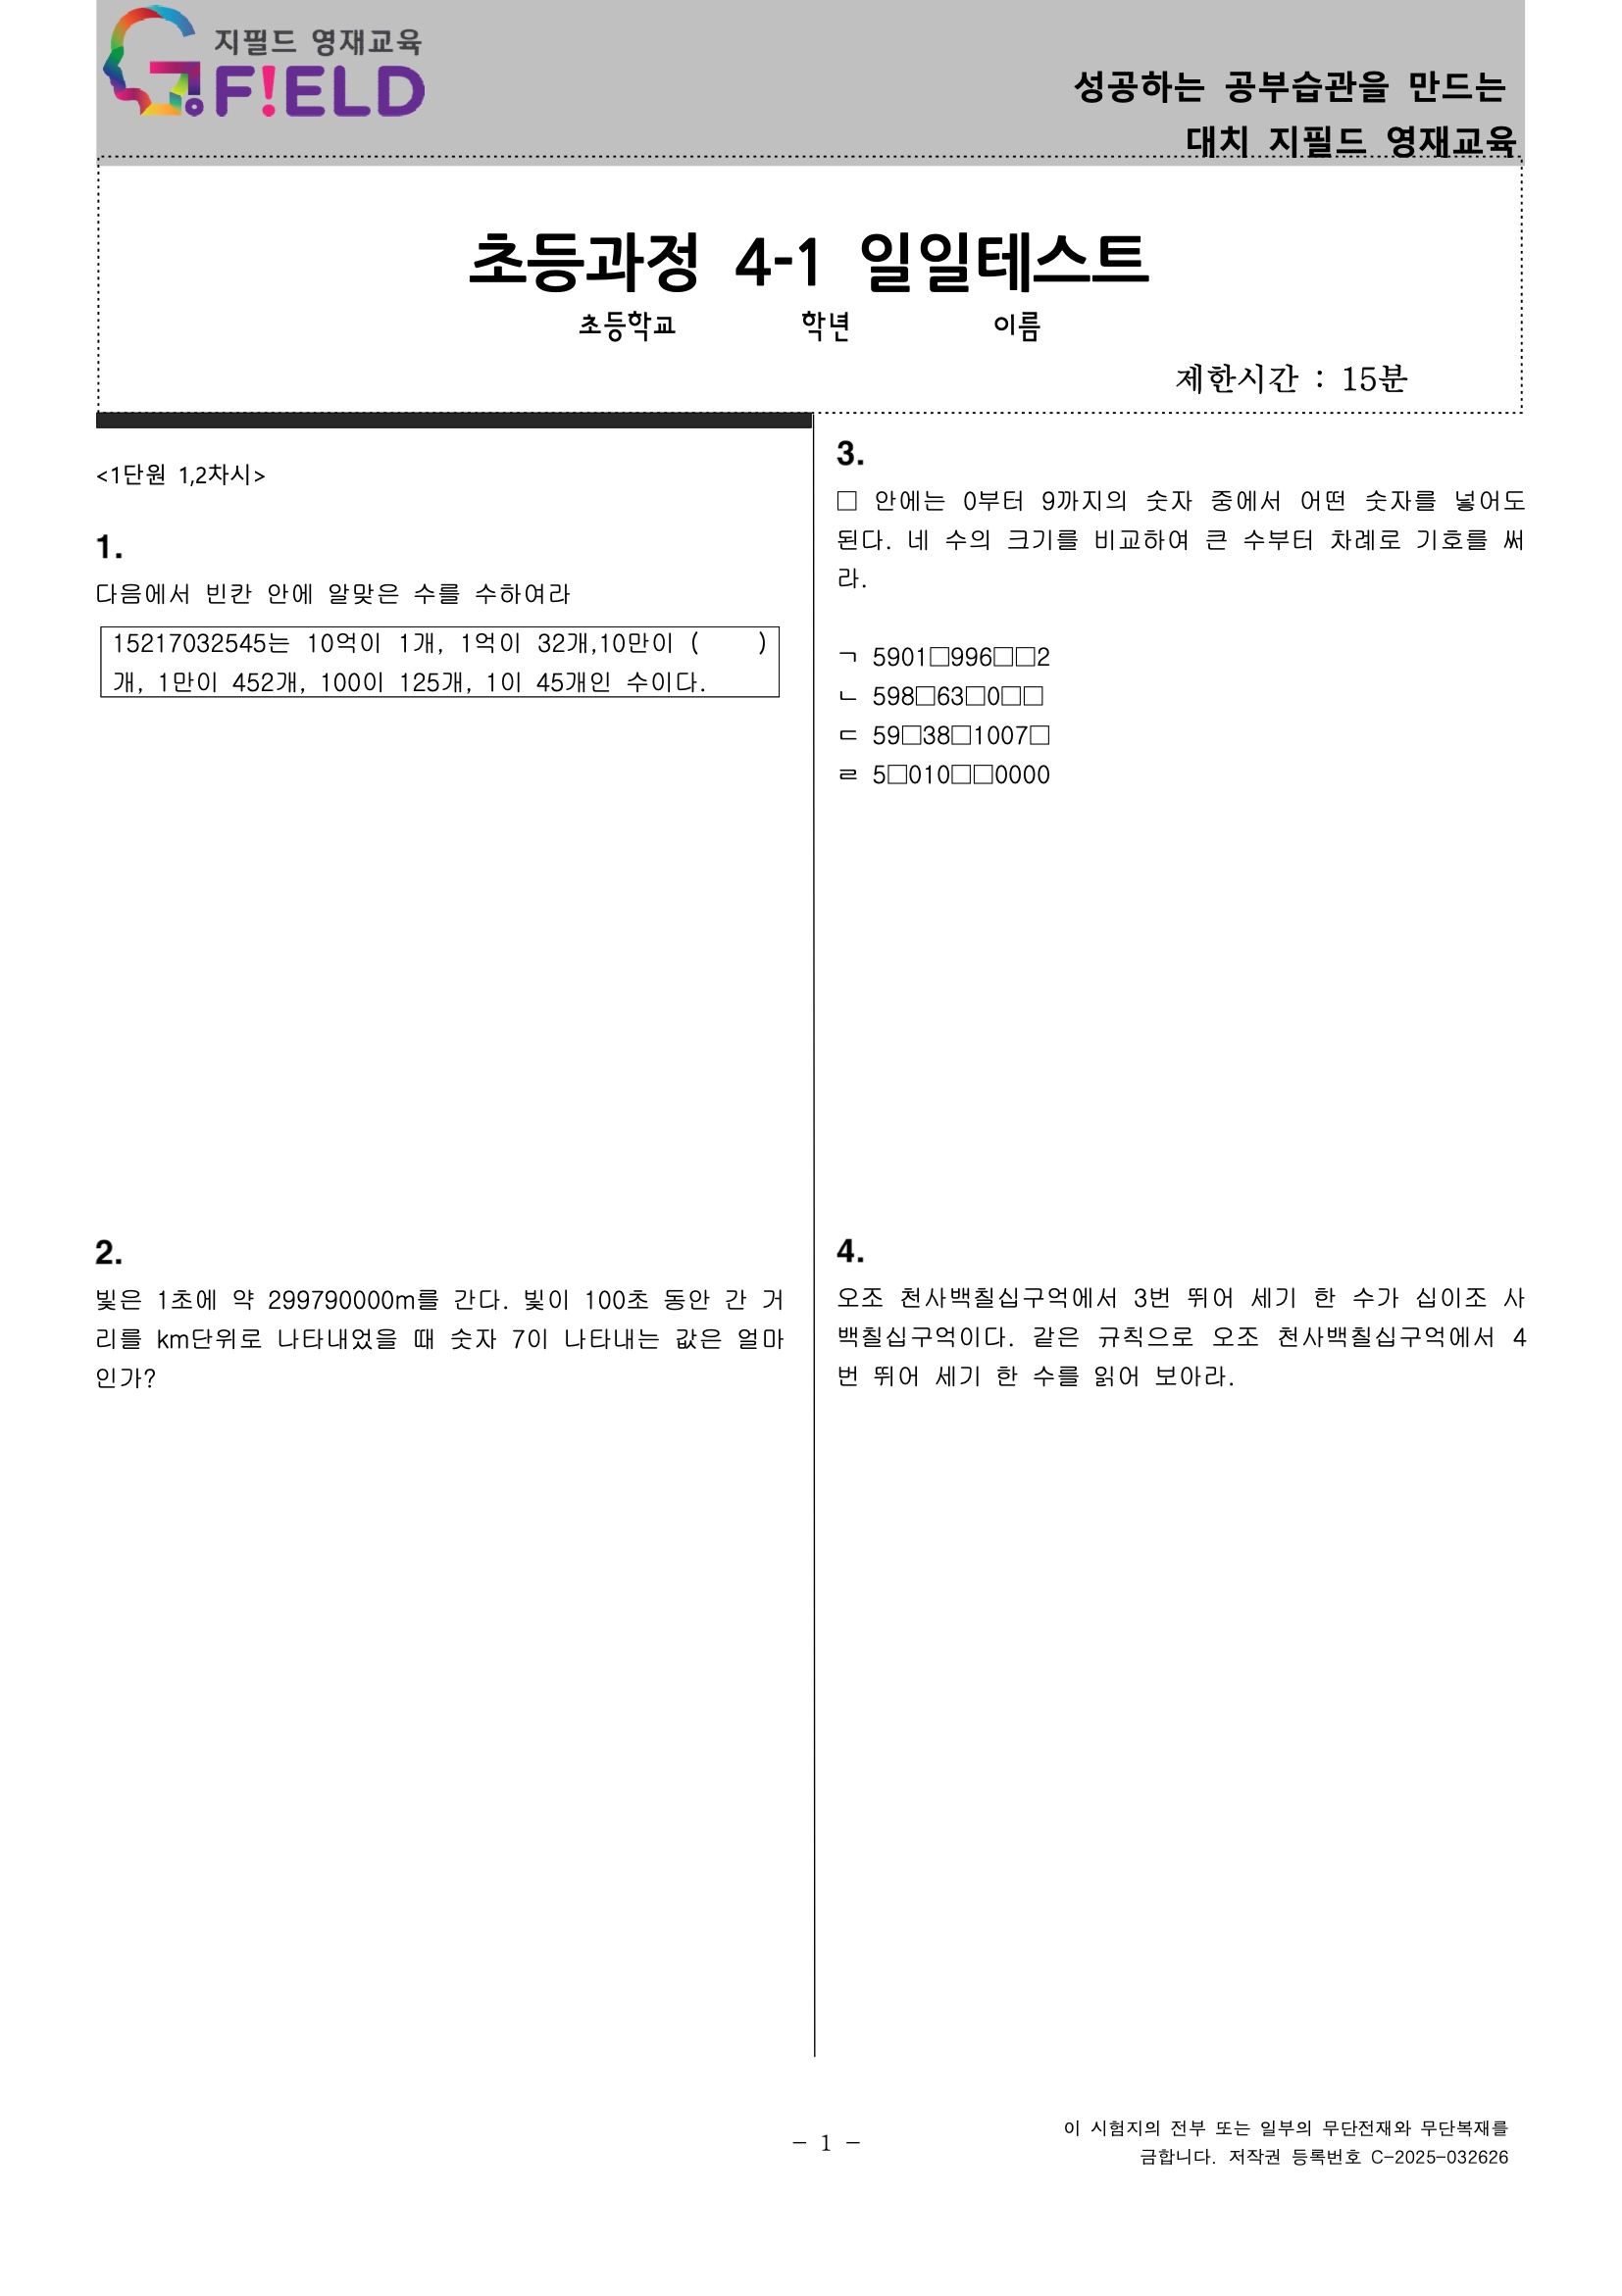 지필드 영재교육
G.FIELD
성공하는 공부습관을 만드는
대치 지필드 영재교육
초등과정 4-1 일일테스트
초등학교 학년 이름
제한시간 : 15분
<1단원 1,2차시>
1.
다음에서 빈칸 안에 알맞은 수를 수하여라
15217032545는 10억이 1개, 1억이 32개,10만이 (    )
개, 1만이 452개, 100이 125개, 1이 45개인 수이다.
2.
빛은 1초에 약 299790000m를 간다. 빛이 100초 동안 간 거
리를 km단위로 나타내었을 때 숫자 7이 나타내는 값은 얼마
인가?
3.
□ 안에는 0부터 9까지의 숫자 중에서 어떤 숫자를 넣어도
된다. 네 수의 크기를 비교하여 큰 수부터 차례로 기호를 써
라.
ㄱ 5901□996□□2
ㄴ 598□63□0□□
ㄷ 59□38□1007□
ㄹ 5□010□□0000
4.
오조 천사백칠십구억에서 3번 뛰어 세기 한 수가 십이조 사
백칠십구억이다. 같은 규칙으로 오조 천사백칠십구억에서 4
번 뛰어 세기 한 수를 읽어 보아라.
- 1 -
이 시험지의 전부 또는 일부의 무단전재와 무단복재를
금합니다. 저작권 등록번호 C-2025-032626